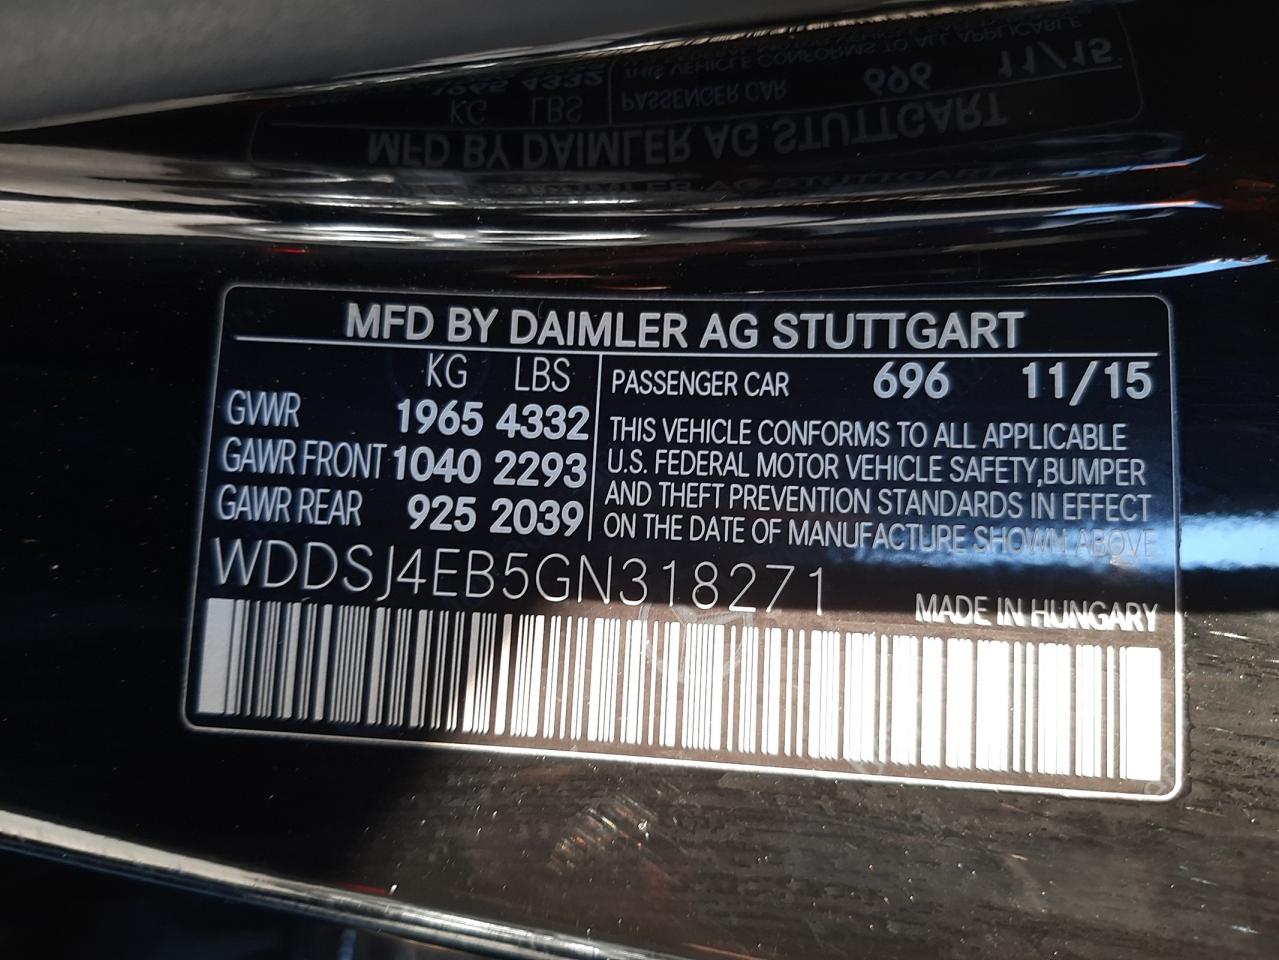 MFD BY DAIMLER AG STUTTGART
KG LBS
GVWR 1965 4332
GAWR FRONT 1040 2293
GAWR REAR 925 2039
PASSENGER CAR 696 11/15
THIS VEHICLE CONFORMS TO ALL APPLICABLE
U.S. FEDERAL MOTOR VEHICLE SAFETY,BUMPER
AND THEFT PREVENTION STANDARDS IN EFFECT
ON THE DATE OF MANUFACTURE SHOWN ABOVE
WDDSJ4EB5GN318271
MADE IN HUNGARY